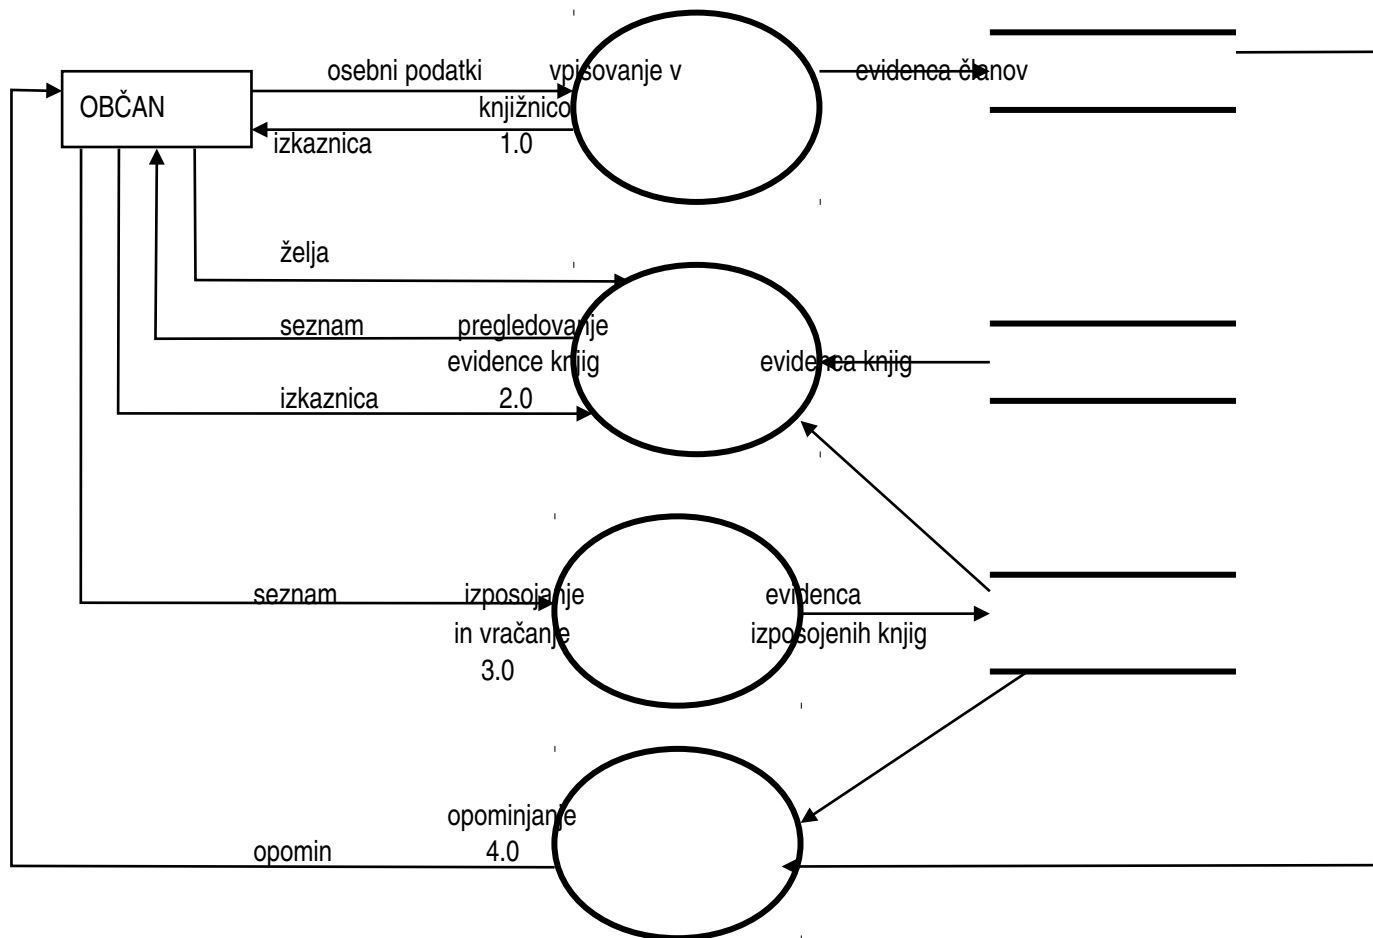 osebni podatki vpisovanje v evidenca članov
OBČAN knjižnico
izkaznica 1.0
želja
seznam pregledovanje
evidence knjig evidenca knjig
izkaznica 2.0
seznam izposojanje evidenca
in vračanje izposojenih knjig
3.0
opominjanje
opomin 4.0